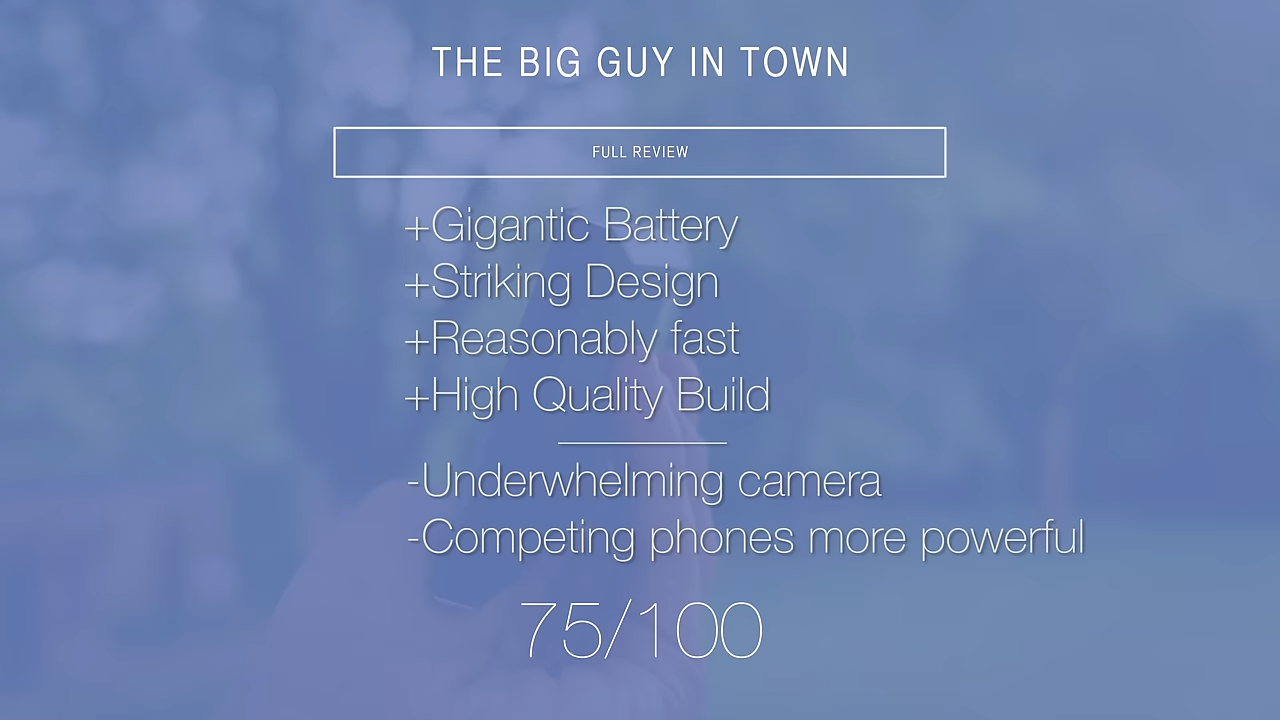 THE BIG GUY IN TOWN
FULL REVIEW
+Gigantic Battery
+Striking Design
+Reasonably fast
+High Quality Build
-Underwhelming camera
-Competing phones more powerful
75/100